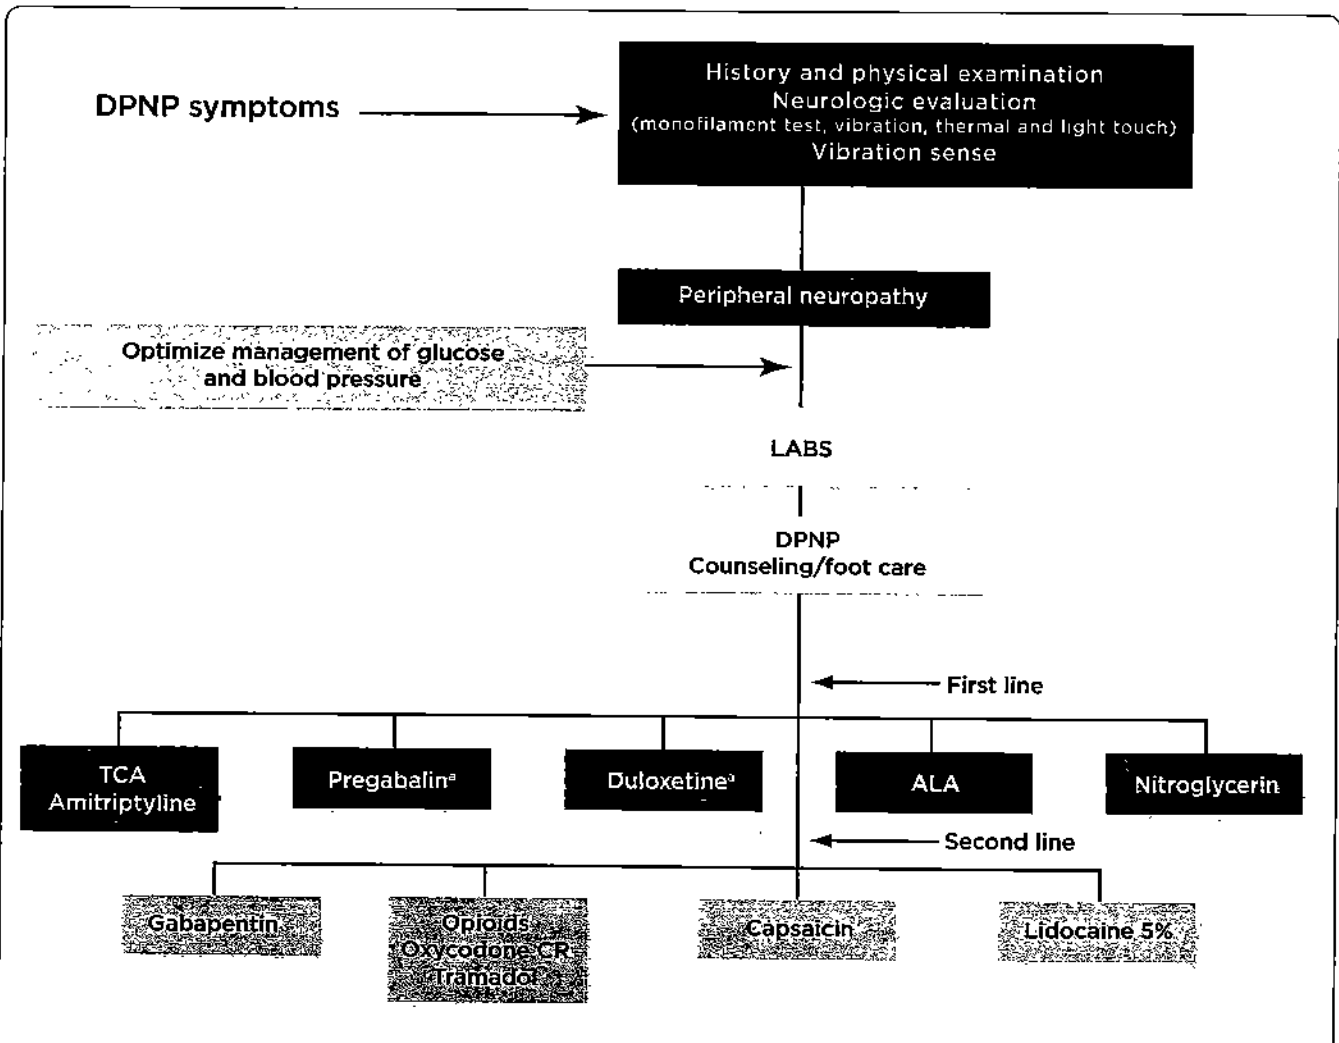 DPNP symptoms
History and physical examination
Neurologic evaluation
(monofilament test, vibration, thermal and light touch)
Vibration sense
Peripheral neuropathy
Optimize management of glucose
and blood pressure
LABS
DPNP
Counseling/foot care
First line
TCA
Amitriptyline
Pregabalinª
Duloxetineª
ALA
Nitroglycerin
Second line
Gabapentin
Opioids
Oxycodone CR
Tramadol
Capsaicin
Lidocaine 5%